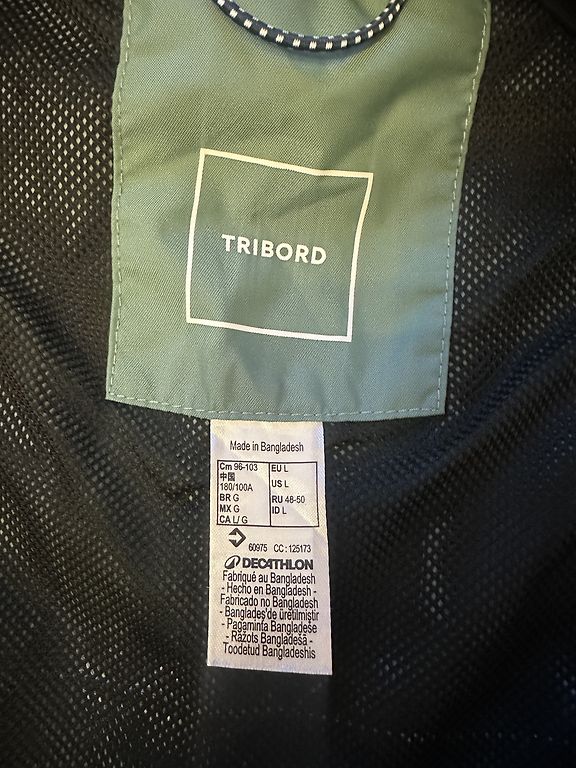 TRIBORD
Made in Bangladesh
Cm 96-103
中国
180/100A
BR G
MX G
CA L/ G
EU L
US L
RU 48-50
ID L
60975 CC : 125173
DECATHLON
Fabriqué au Bangladesh
- Hecho en Bangladesh -
Fabricado no Bangladesh
- Bangladeş'de üretilmiştir
- Pagaminta Bangladeše
- Ražots Bangladešā -
Toodetud Bangladeshis